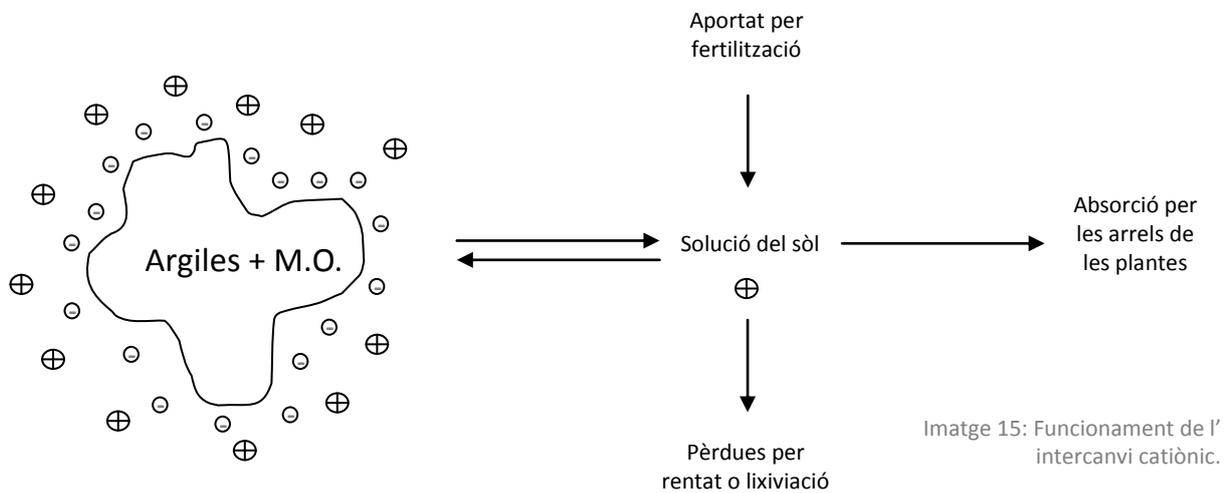 Aportat per
fertilització
Argiles + M.O.
Solució del sòl
Absorció per
les arrels de
les plantes
Pèrdues per
rentat o lixiviació
Imatge 15: Funcionament de l’
intercanvi catiònic.